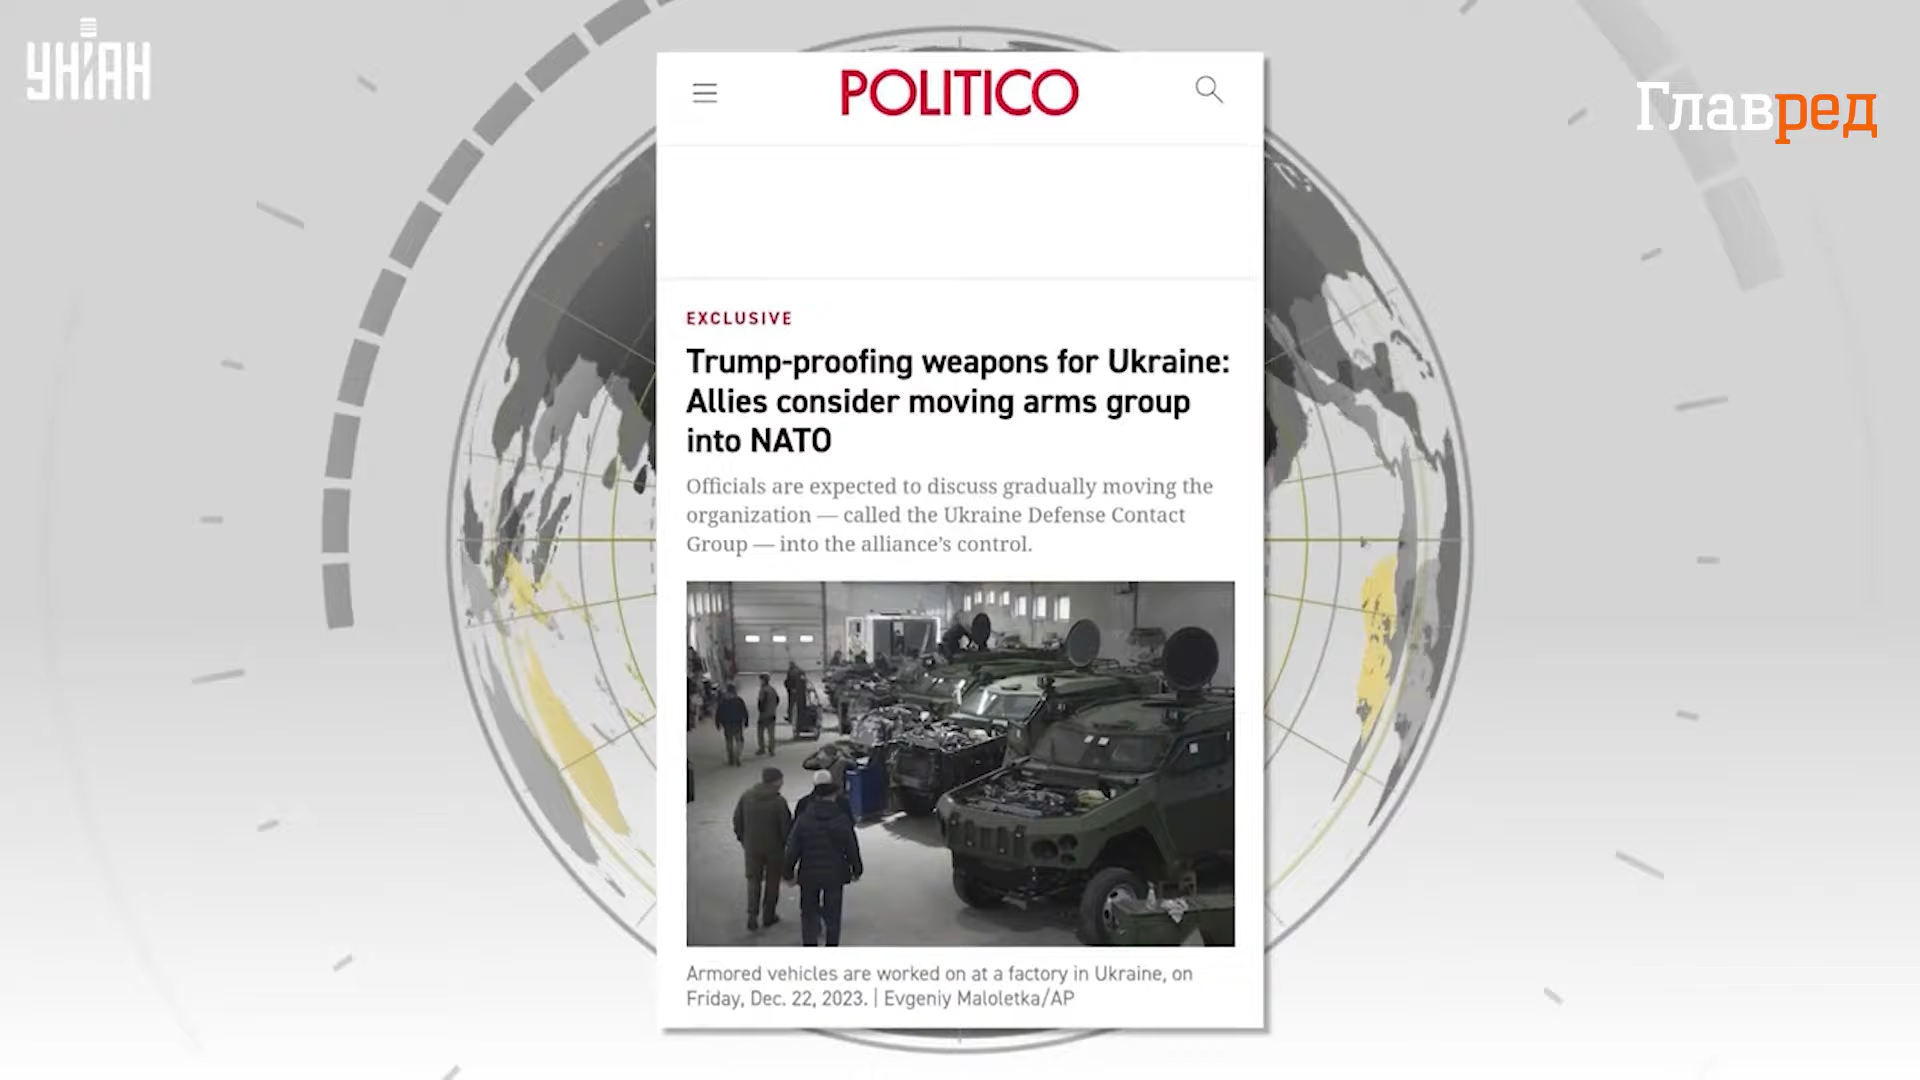 УНІАН
POLITICO
Главред
EXCLUSIVE
Trump-proofing weapons for Ukraine:
Allies consider moving arms group
into NATO
Officials are expected to discuss gradually moving the
organization — called the Ukraine Defense Contact
Group — into the alliance’s control.
Armored vehicles are worked on at a factory in Ukraine, on
Friday, Dec. 22, 2023. | Evgeniy Maloletka/AP